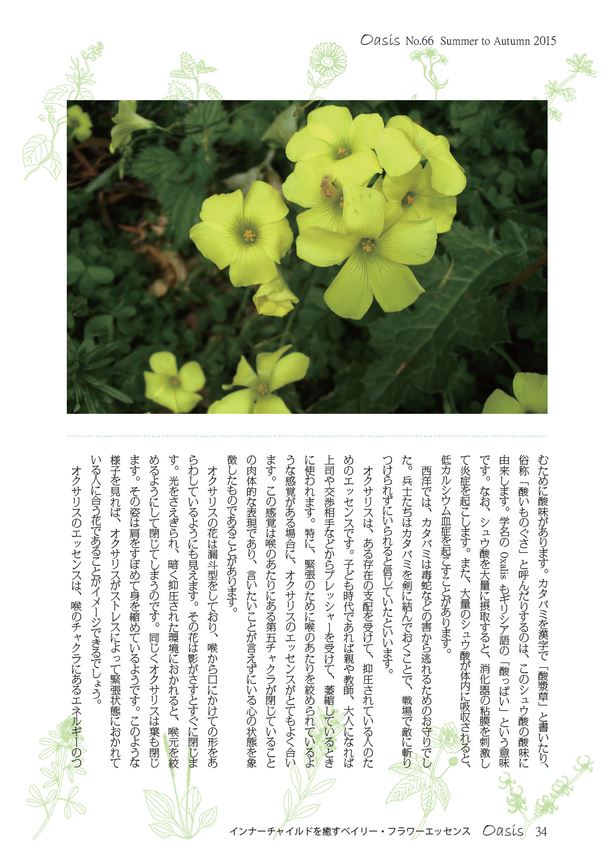 Oasis No.66 Summer to Autumn 2015
むために酸味があります。カタバミを漢字で「酸漿草」と書いたり、
俗称「酸いものぐさ」と呼んだりするのは、このシュウ酸の酸味に
由来します。学名の Oxalis もギリシア語の「酸っぱい」という意味
です。なお、シュウ酸を大量に摂取すると、消化器の粘膜を刺激し
て炎症を起こします。また、大量のシュウ酸が体内に吸収されると、
低カルシウム血症を起こすことがあります。
西洋では、カタバミは毒蛇などの害から逃れるためのお守りでし
た。兵士たちはカタバミを剣に結んでおくことで、戦場で敵に斬り
つけられずにいられると信じていたといいます。
オクサリスは、ある存在の支配を受けて、抑圧されている人のた
めのエッセンスです。子ども時代であれば親や教師、大人になれば
上司や交渉相手などからプレッシャーを受けて、萎縮しているとき
に使われます。特に、緊張のために喉のあたりを絞められているよ
うな感覚がある場合に、オクサリスのエッセンスがとてもよく合い
ます。この感覚は喉のあたりにある第五チャクラが閉じていること
の肉体的な表現であり、言いたいことが言えずにいる心の状態を象
徴したものであることがあります。
オクサリスの花は漏斗型をしており、喉から口にかけての形をあ
らわしているようにも見えます。その花は影がさすとすぐに閉じま
す。光をさえぎられ、暗く抑圧された環境におかれると、喉元を絞
めるようにして閉じてしまうのです。同じくオクサリスは葉も閉じ
ます。その姿は肩をすぼめて身を縮めているようです。このような
様子を見れば、オクサリスがストレスによって緊張状態におかれて
いる人に合う花であることがイメージできるでしょう。
オクサリスのエッセンスは、喉のチャクラにあるエネルギーのつ
インナーチャイルドを癒すベイリー・フラワーエッセンス Oasis 34